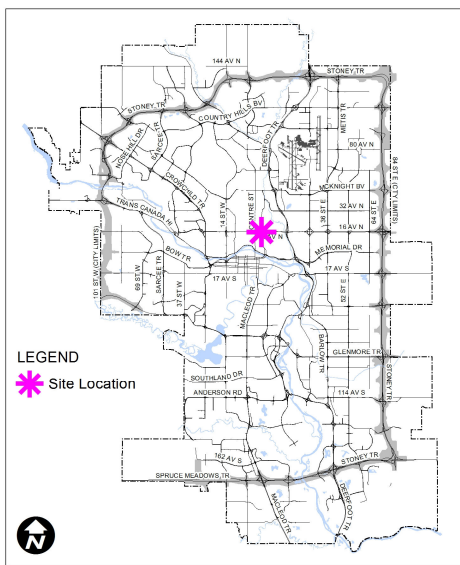 144 AV N
STONEY TR
STONEY TR
COUNTRY HILLS BV
NOSE HILL DR
SARCEE TR
DEERFOOT TR
METIS TR
80 AV N
CROWCHILD TR
MCKNIGHT BV
TRANS CANADA HI
14 ST W
CENTRE ST
36 ST E
32 AV N
16 AV N
84 ST E (CITY LIMITS)
64 ST E
AV N
MEMORIAL DR
BOW TR
17 AV S
101 ST W (CITY LIMITS)
69 ST W
SARCEE TR
37 ST W
17 AV S
MACLEOD TR
52 ST E
BARLOW TR
GLENMORE TR
LEGEND
Site Location
SOUTHLAND DR
ANDERSON RD
114 AV S
STONEY TR
162 AV S
STONEY TR
SPRUCE MEADOWS TR
MACLEOD TR
DEERFOOT TR
N